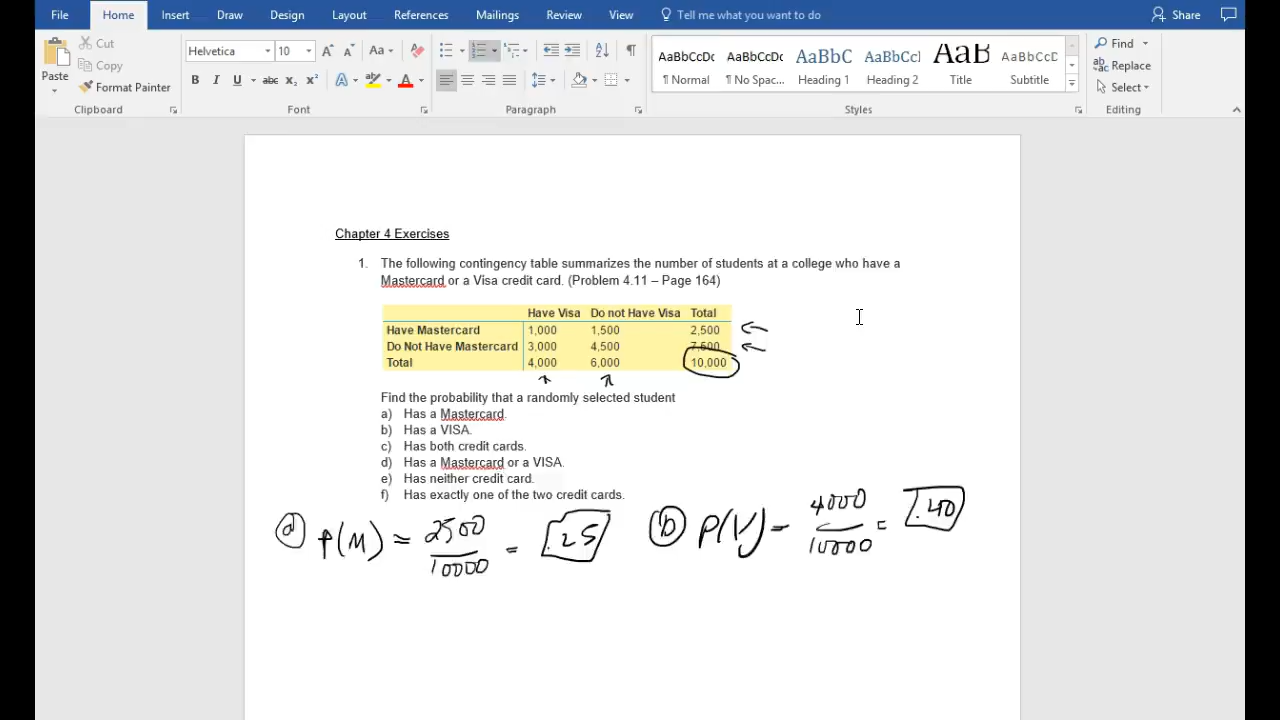 File Home Insert Draw Design Layout References Mailings Review View Tell me what you want to do Share
Cut
Copy
Format Painter
Paste
Helvetica 10 Aa
B I U abc x₂ x² A A
AaBbCcDc AaBbCcDc AaBbC AaBbCcI AaB AaBbCcD
¶ Normal ¶ No Spac... Heading 1 Heading 2 Title Subtitle
Find
Replace
Select
Clipboard Font Paragraph Styles Editing
Chapter 4 Exercises
1. The following contingency table summarizes the number of students at a college who have a
Mastercard or a Visa credit card. (Problem 4.11 – Page 164)
Have Visa Do not Have Visa Total
Have Mastercard 1,000 1,500 2,500
Do Not Have Mastercard 3,000 4,500 7,500
Total 4,000 6,000 10,000
Find the probability that a randomly selected student
a) Has a Mastercard.
b) Has a VISA.
c) Has both credit cards.
d) Has a Mastercard or a VISA.
e) Has neither credit card.
f) Has exactly one of the two credit cards.
a P(M) = 2500/10000 = .25
b P(V) = 4000/10000 = .40